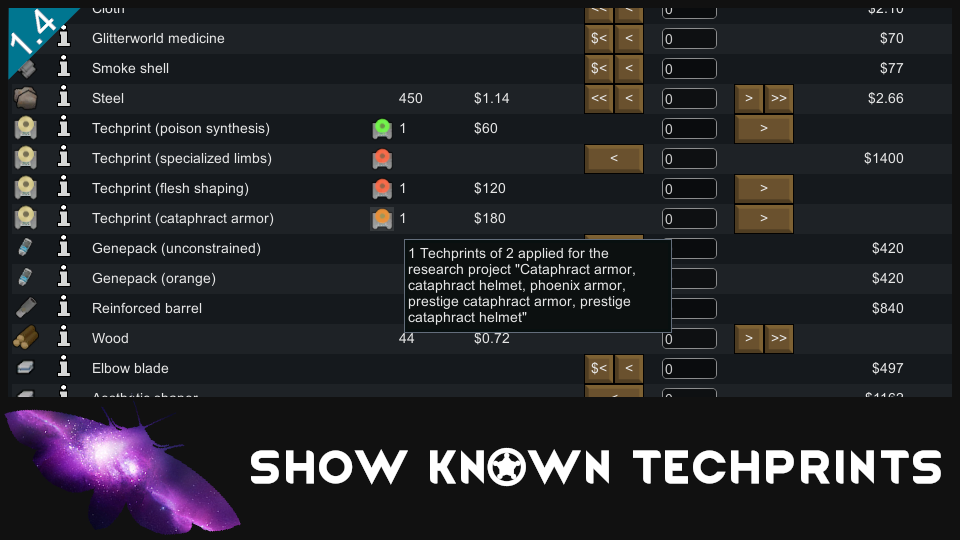 1.4
Cloth << < 0 $2.10
Glitterworld medicine $< < 0 $70
Smoke shell $< < 0 $77
Steel 450 $1.14 << < 0 > >> $2.66
Techprint (poison synthesis) 1 $60 0 >
Techprint (specialized limbs) < 0 $1400
Techprint (flesh shaping) 1 $120 0 >
Techprint (cataphract armor) 1 $180 0 >
Genepack (unconstrained) $420
Genepack (orange) $420
Reinforced barrel $840
1 Techprints of 2 applied for the
research project "Cataphract armor,
cataphract helmet, phoenix armor,
prestige cataphract armor, prestige
cataphract helmet"
Wood 44 $0.72 0 > >>
Elbow blade $< < 0 $497
Aesthetic shaper < 0 $1162
SHOW KNOWN TECHPRINTS